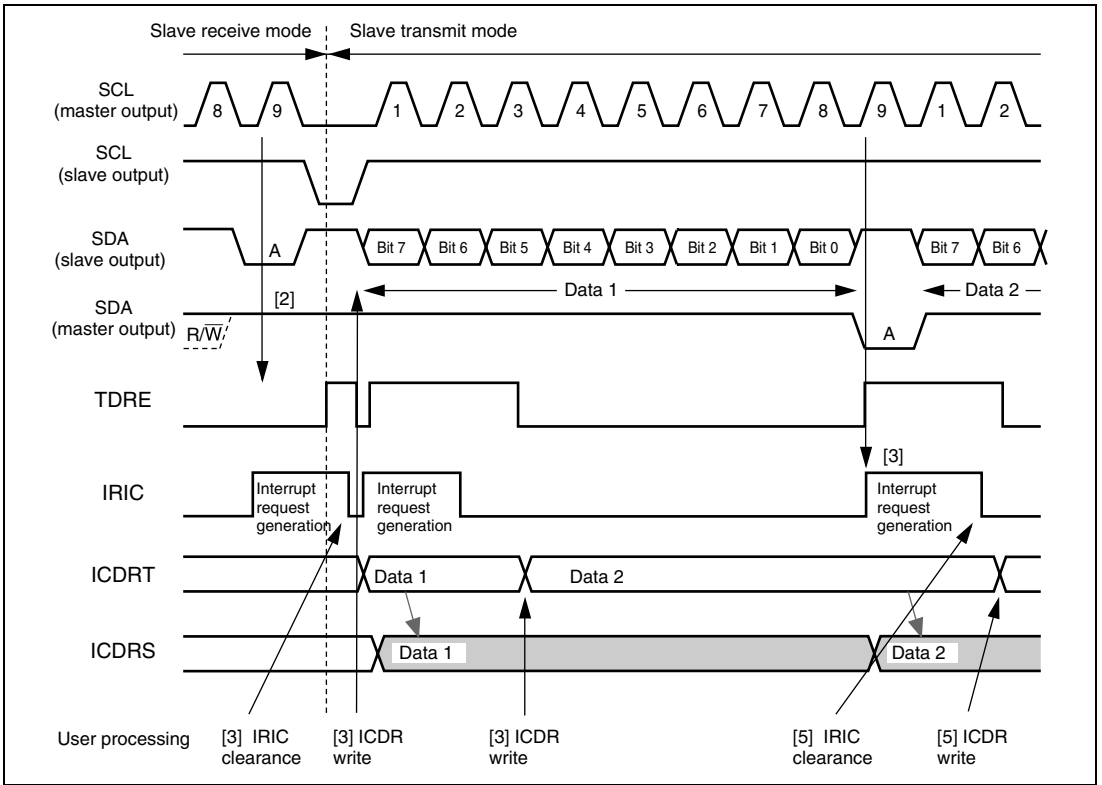 Slave receive mode Slave transmit mode
SCL
(master output)
8 9 1 2 3 4 5 6 7 8 9 1 2
SCL
(slave output)
SDA
(slave output)
A Bit 7 Bit 6 Bit 5 Bit 4 Bit 3 Bit 2 Bit 1 Bit 0 Bit 7 Bit 6
[2] Data 1 Data 2
SDA
(master output)
R/W̅ A
TDRE
[3]
IRIC
Interrupt
request
generation
Interrupt
request
generation
Interrupt
request
generation
ICDRT
Data 1 Data 2
ICDRS
Data 1 Data 2
User processing
[3] IRIC
clearance
[3] ICDR
write
[3] ICDR
write
[5] IRIC
clearance
[5] ICDR
write